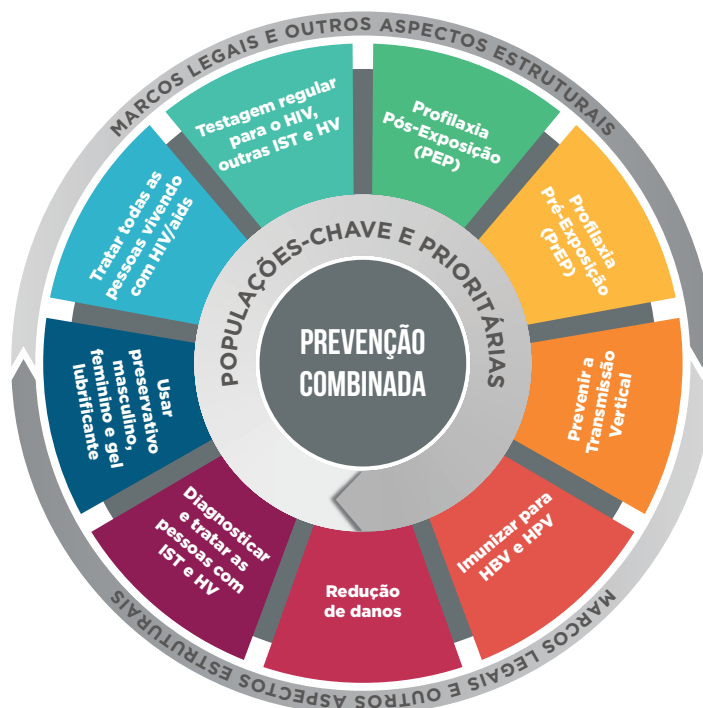 MARCOS LEGAIS E OUTROS ASPECTOS ESTRUTURAIS
Testagem regular
para o HIV,
outras IST e HV
Profilaxia
Pós-Exposição
(PEP)
Profilaxia
Pré-Exposição
(PrEP)
Prevenir a
Transmissão
Vertical
Imunizar para
HBV e HPV
Redução
de danos
Diagnosticar
e tratar as
pessoas com
IST e HV
Usar
preservativo
masculino,
feminino e gel
lubrificante
Tratar todas as
pessoas vivendo
com HIV/aids
POPULAÇÕES-CHAVE E PRIORITÁRIAS
PREVENÇÃO
COMBINADA
MARCOS LEGAIS E OUTROS ASPECTOS ESTRUTURAIS